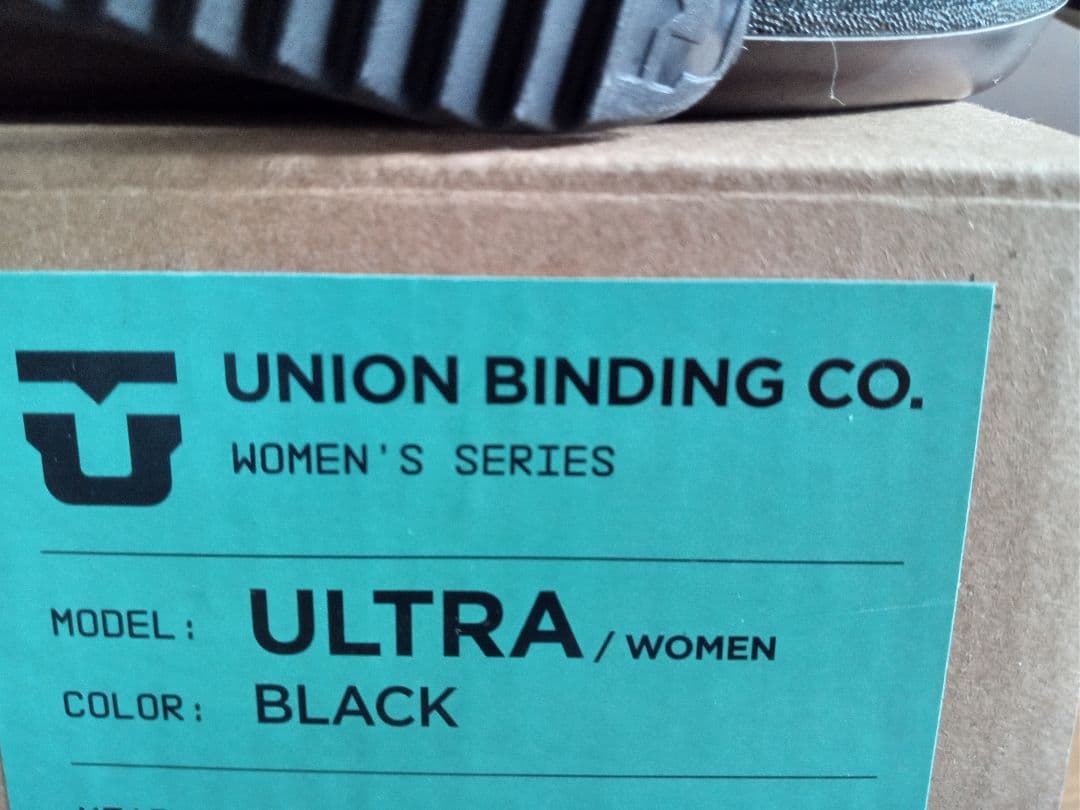 UNION BINDING CO.
WOMEN'S SERIES
MODEL: ULTRA / WOMEN
COLOR: BLACK